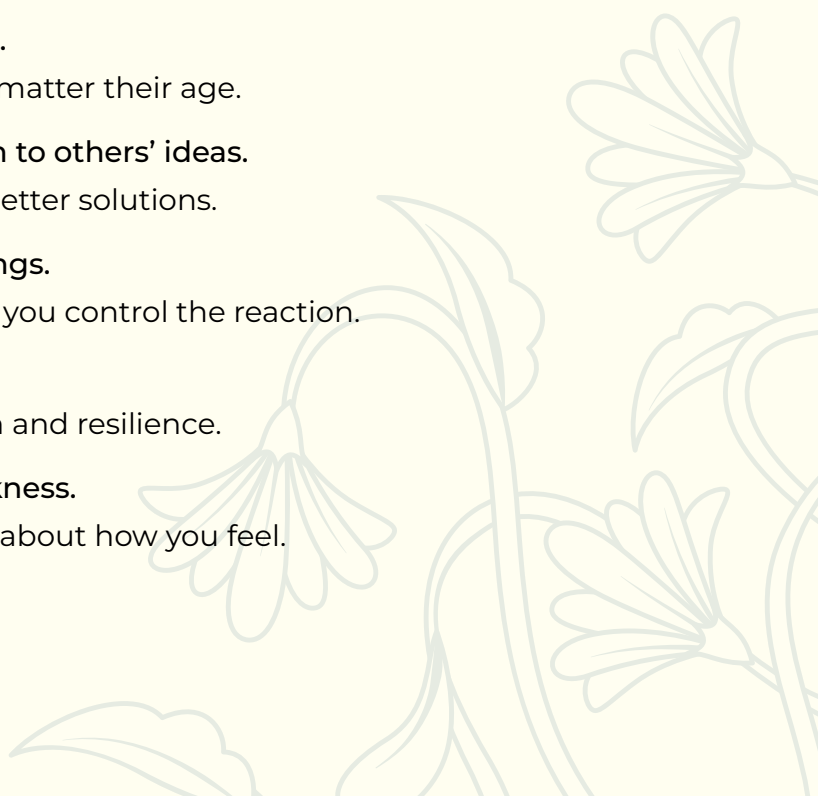 .
matter their age.
n to others’ ideas.
etter solutions.
ngs.
you control the reaction.
n and resilience.
kness.
about how you feel.